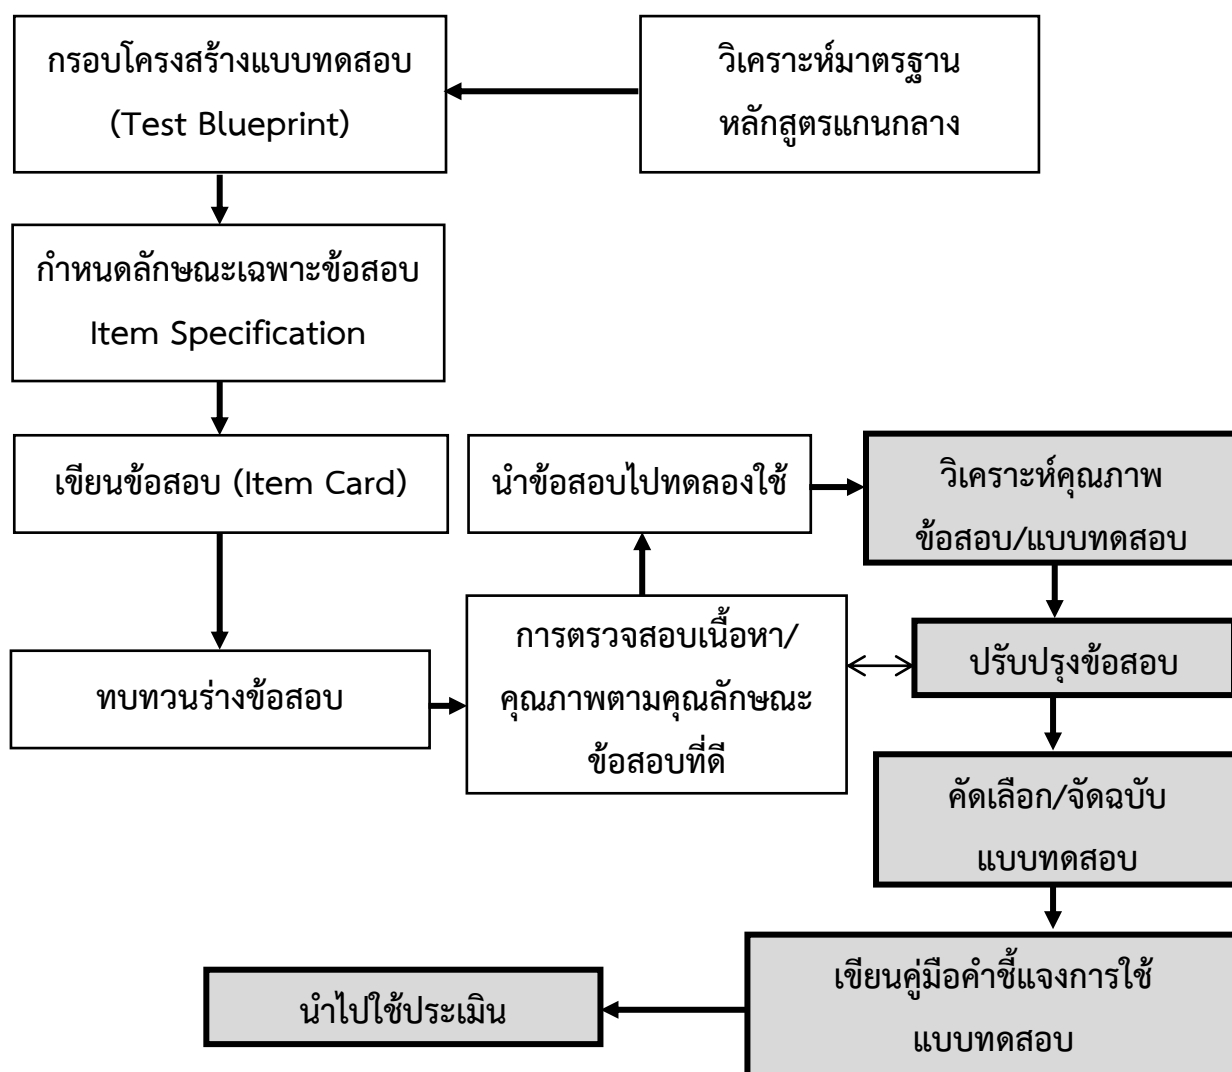 กรอบโครงสร้างแบบทดสอบ
(Test Blueprint)
วิเคราะห์มาตรฐาน
หลักสูตรแกนกลาง
กำหนดลักษณะเฉพาะข้อสอบ
Item Specification
เขียนข้อสอบ (Item Card)
นำข้อสอบไปทดลองใช้
วิเคราะห์คุณภาพ
ข้อสอบ/แบบทดสอบ
ทบทวนร่างข้อสอบ
การตรวจสอบเนื้อหา/
คุณภาพตามคุณลักษณะ
ข้อสอบที่ดี
ปรับปรุงข้อสอบ
คัดเลือก/จัดฉบับ
แบบทดสอบ
เขียนคู่มือคำชี้แจงการใช้
แบบทดสอบ
นำไปใช้ประเมิน